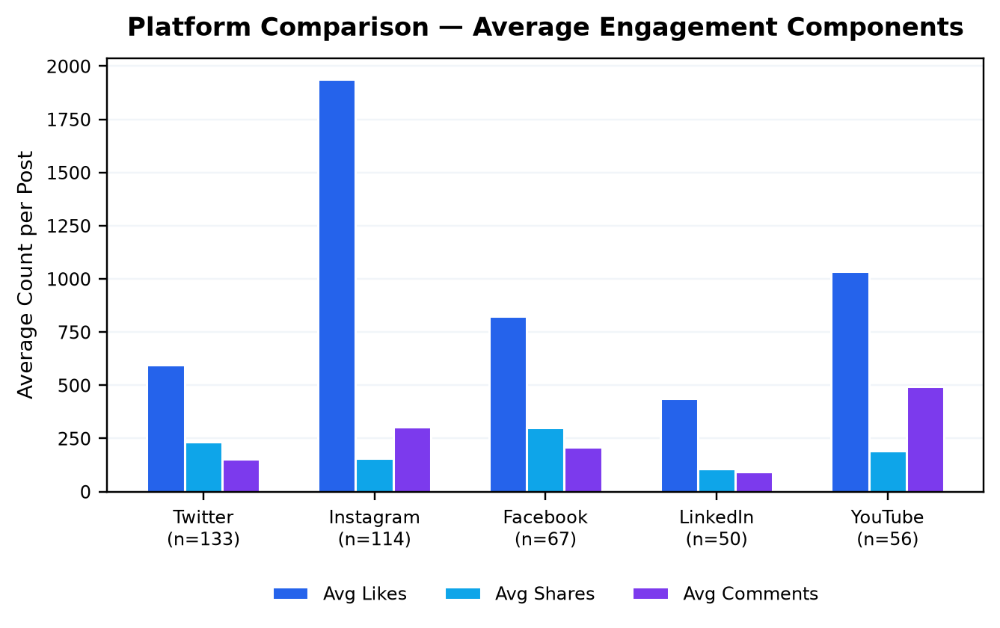 Platform Comparison — Average Engagement Components
Average Count per Post
2000
1750
1500
1250
1000
750
500
250
0
Twitter
(n=133)
Instagram
(n=114)
Facebook
(n=67)
LinkedIn
(n=50)
YouTube
(n=56)
Avg Likes
Avg Shares
Avg Comments